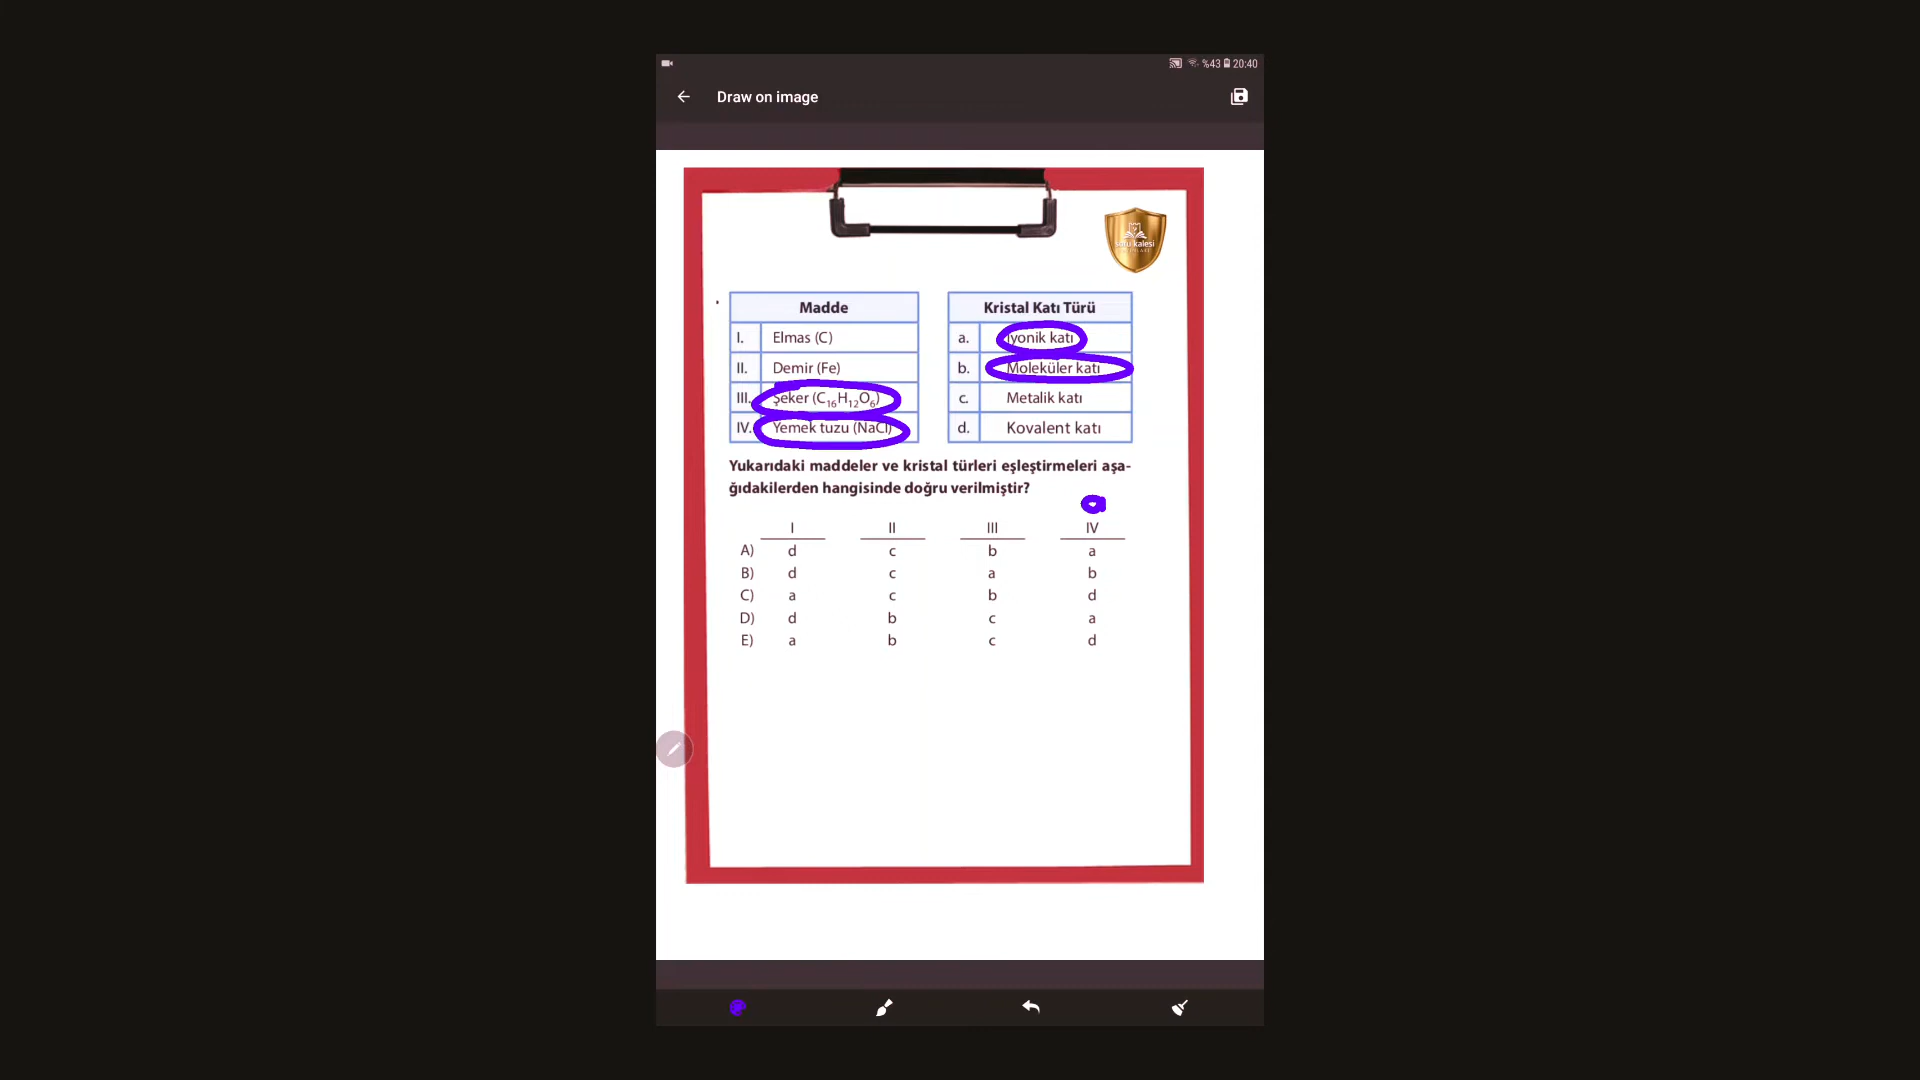 %43 20:40
Draw on image
soru kalesi
Madde
I. Elmas (C)
II. Demir (Fe)
III. Şeker (C16H12O6)
IV. Yemek tuzu (NaCl)
Kristal Katı Türü
a. İyonik katı
b. Moleküler katı
c. Metalik katı
d. Kovalent katı
Yukarıdaki maddeler ve kristal türleri eşleştirmeleri aşa-
ğıdakilerden hangisinde doğru verilmiştir?
a
I II III IV
A) d c b a
B) d c a b
C) a c b d
D) d b c a
E) a b c d